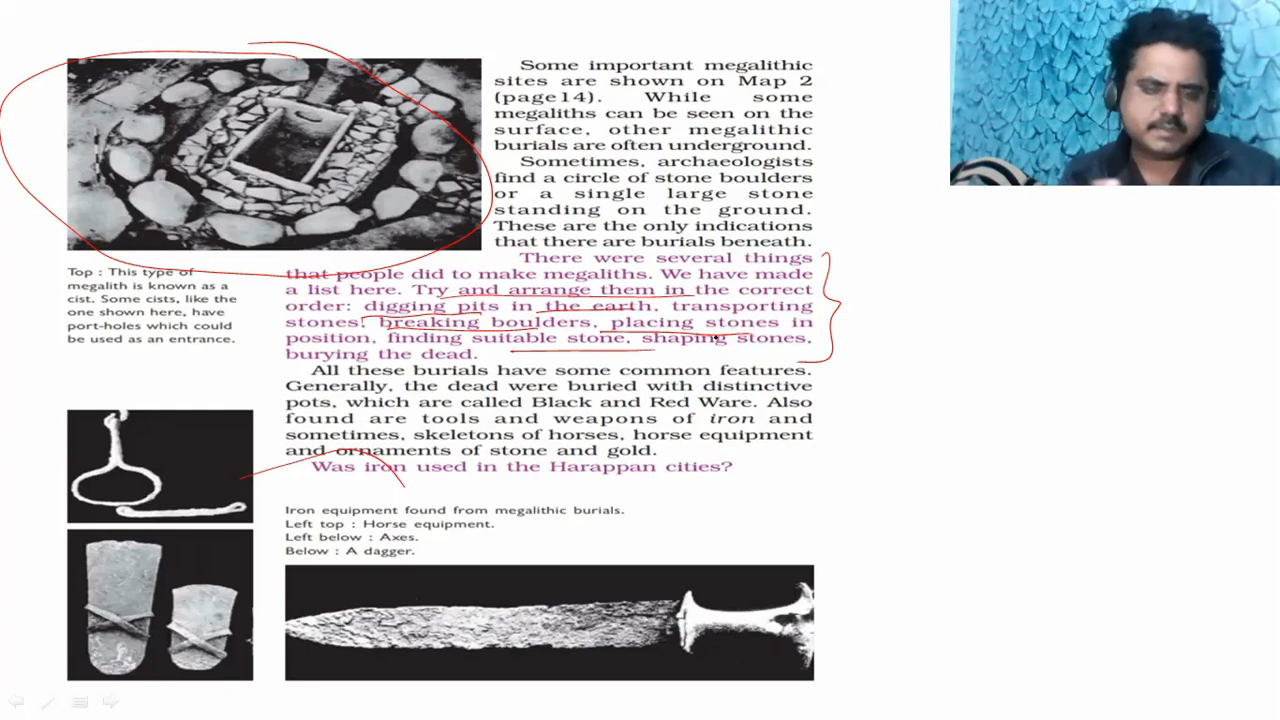 Some important megalithic
sites are shown on Map 2
(page14). While some
megaliths can be seen on the
surface, other megalithic
burials are often underground.
Sometimes, archaeologists
find a circle of stone boulders
or a single large stone
standing on the ground.
These are the only indications
that there are burials beneath.
There were several things
that people did to make megaliths. We have made
a list here. Try and arrange them in the correct
order: digging pits in the earth, transporting
stones, breaking boulders, placing stones in
position, finding suitable stone, shaping stones,
burying the dead.
Top : This type of
megalith is known as a
cist. Some cists, like the
one shown here, have
port-holes which could
be used as an entrance.
All these burials have some common features.
Generally, the dead were buried with distinctive
pots, which are called Black and Red Ware. Also
found are tools and weapons of iron and
sometimes, skeletons of horses, horse equipment
and ornaments of stone and gold.
Was iron used in the Harappan cities?
Iron equipment found from megalithic burials.
Left top : Horse equipment.
Left below : Axes.
Below : A dagger.